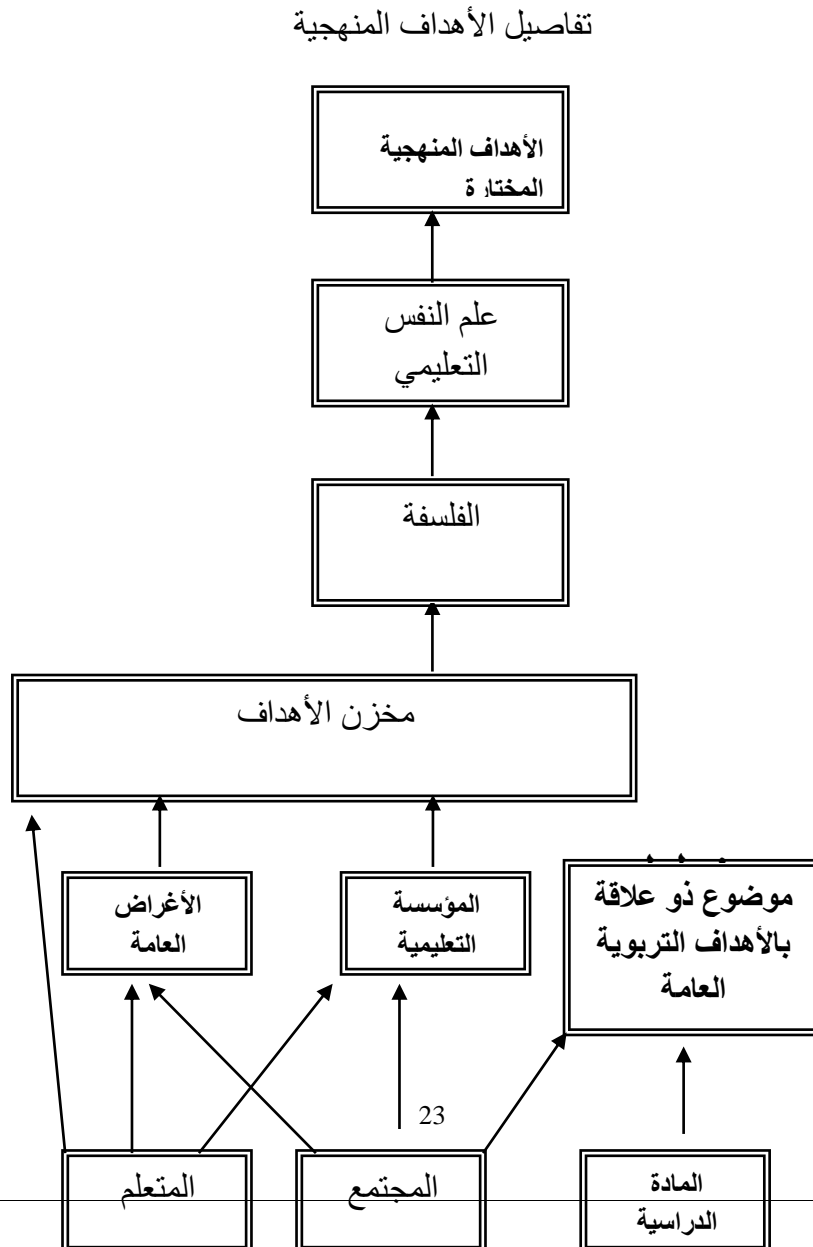 تفاصيل الأهداف المنهجية
الأهداف المنهجية
المختارة
علم النفس
التعليمي
الفلسفة
مخزن الأهداف
الأغراض
العامة
المؤسسة
التعليمية
موضوع ذو علاقة
بالأهداف التربوية
العامة
23
المتعلم
المجتمع
المادة
الدراسية